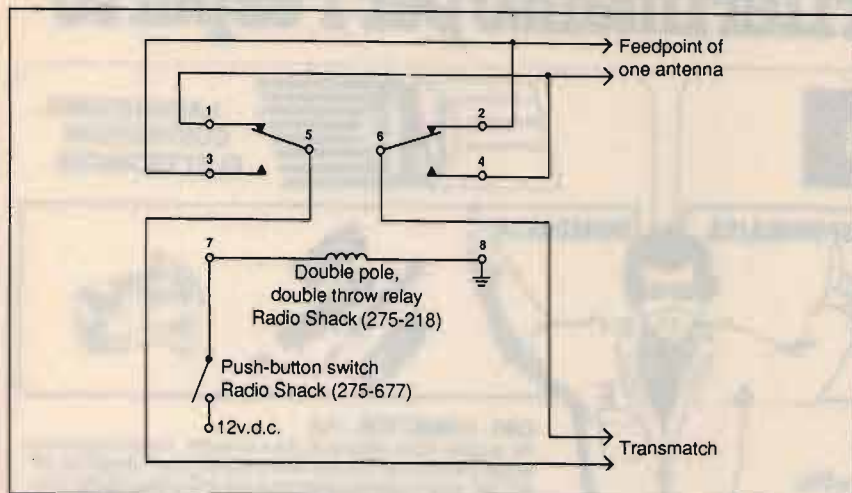 Feedpoint of
one antenna
1
2
5
6
3
4
7
8
Double pole,
double throw relay
Radio Shack (275-218)
Push-button switch
Radio Shack (275-677)
12v.d.c.
Transmatch